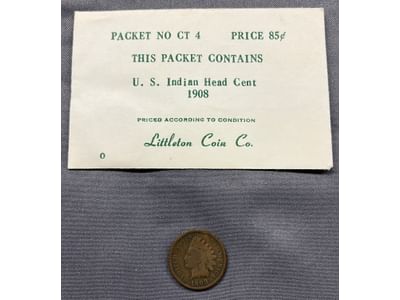 PACKET NO CT 4 PRICE 85¢
THIS PACKET CONTAINS
U. S. Indian Head Cent
1908
PRICED ACCORDING TO CONDITION
Littleton Coin Co.
O
1908